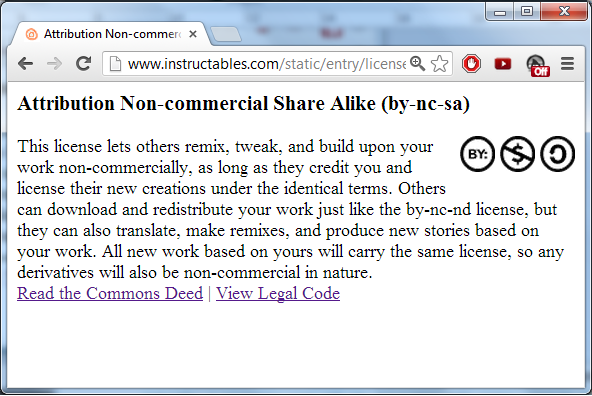 Attribution Non-commerc
www.instructables.com/static/entry/license
Off
Attribution Non-commercial Share Alike (by-nc-sa)
This license lets others remix, tweak, and build upon your
BY:
work non-commercially, as long as they credit you and
license their new creations under the identical terms. Others
can download and redistribute your work just like the by-nc-nd license, but
they can also translate, make remixes, and produce new stories based on
your work. All new work based on yours will carry the same license, so any
derivatives will also be non-commercial in nature.
Read the Commons Deed | View Legal Code